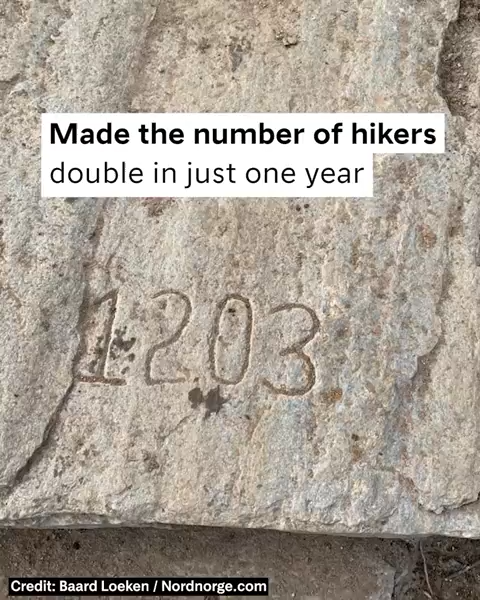 Made the number of hikers
double in just one year
1203
Credit: Baard Loeken / Nordnorge.com